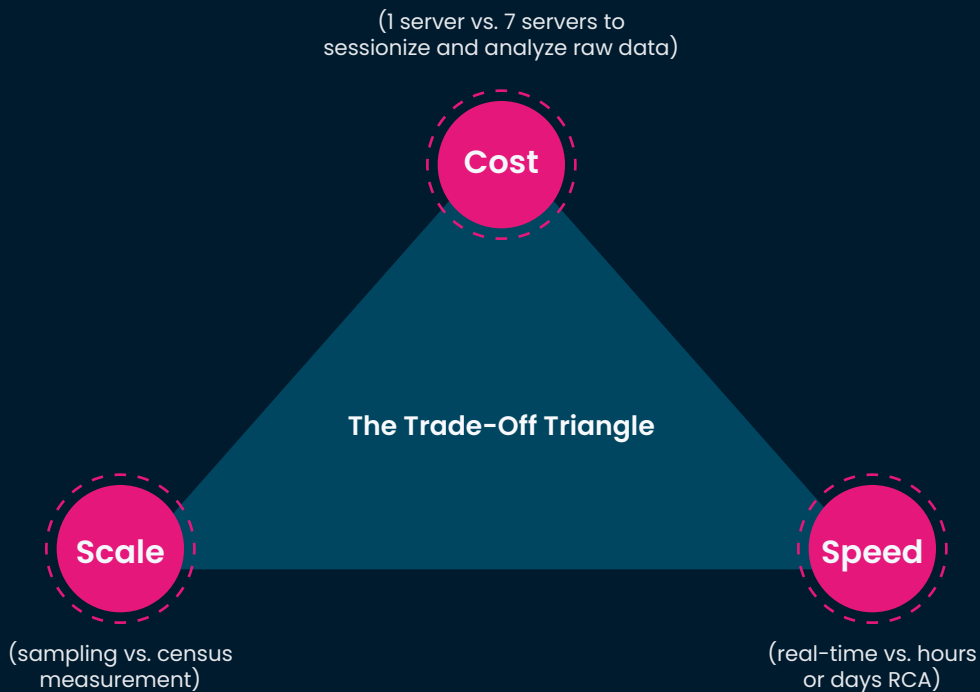 (1 server vs. 7 servers to
sessionize and analyze raw data)
Cost
The Trade-Off Triangle
Scale
Speed
(sampling vs. census
measurement)
(real-time vs. hours
or days RCA)